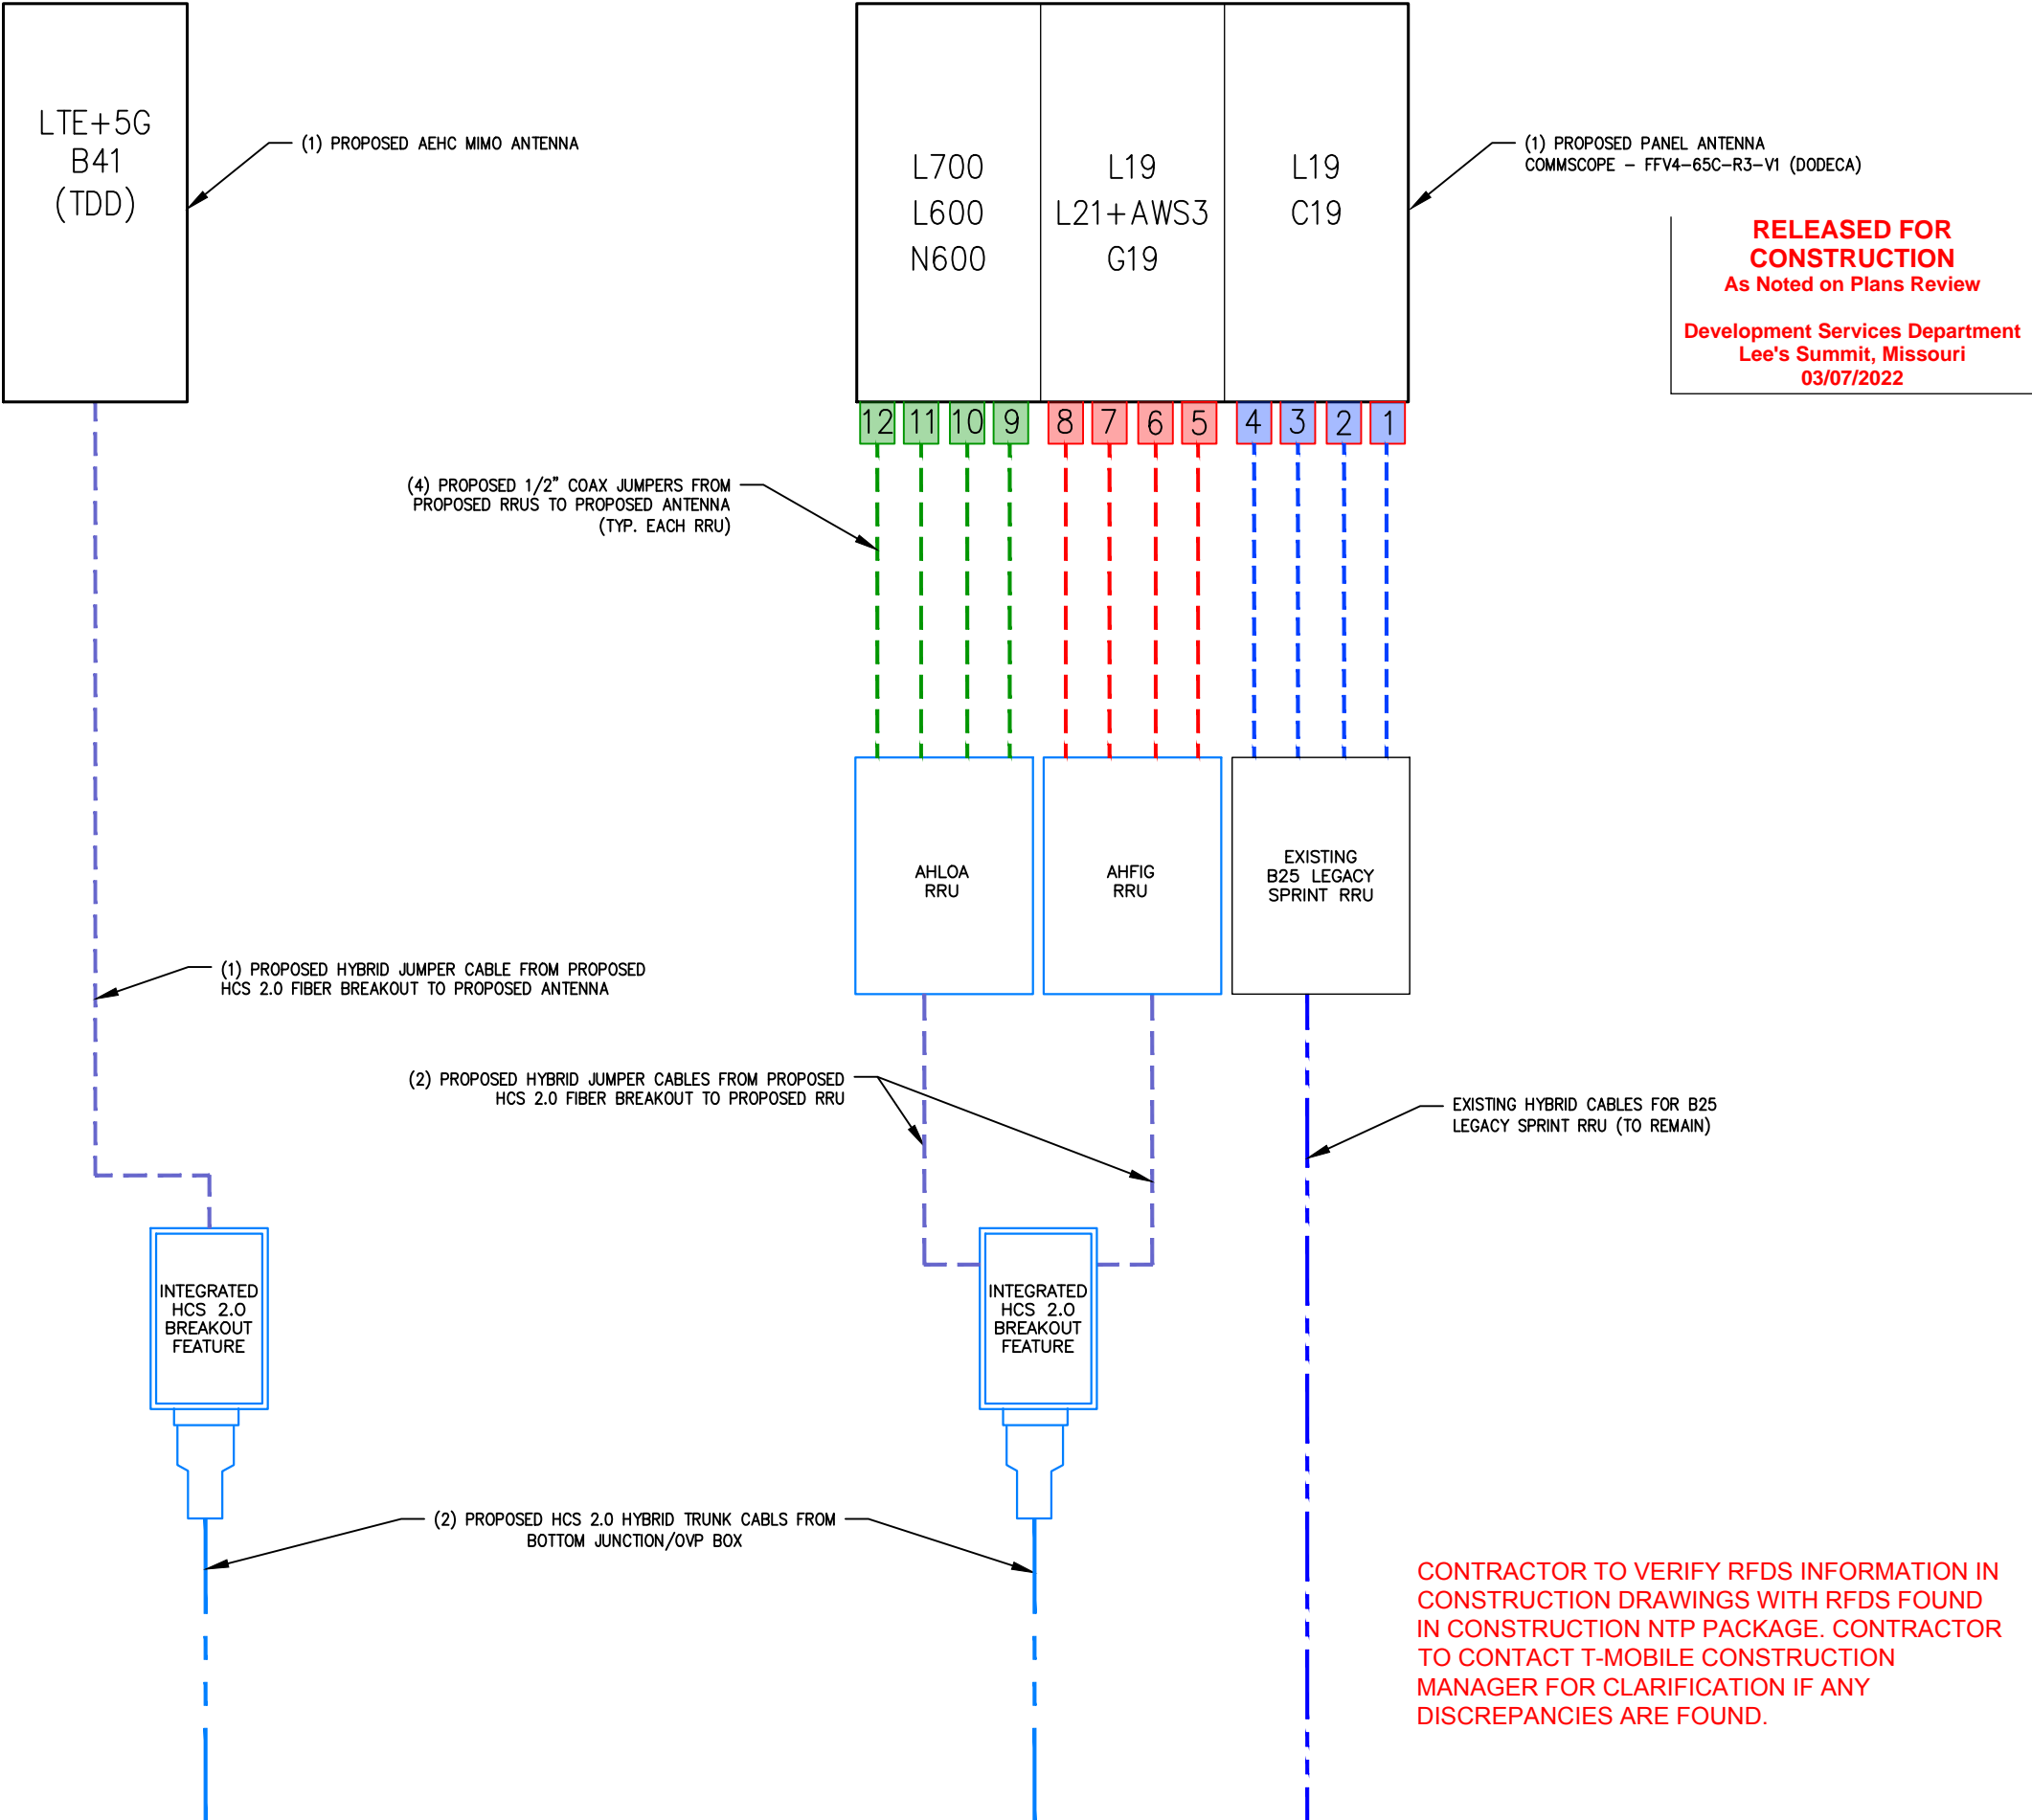 LTE+5G
B41
(TDD)
(1) PROPOSED AEHC MIMO ANTENNA
L700
L600
N600
L19
L21+AWS3
G19
L19
C19
(1) PROPOSED PANEL ANTENNA
COMMSCOPE - FFV4-65C-R3-V1 (DODECA)
RELEASED FOR
CONSTRUCTION
As Noted on Plans Review
Development Services Department
Lee's Summit, Missouri
03/07/2022
12 11 10 9 8 7 6 5 4 3 2 1
(4) PROPOSED 1/2" COAX JUMPERS FROM
PROPOSED RRUS TO PROPOSED ANTENNA
(TYP. EACH RRU)
AHLOA
RRU
AHFIG
RRU
EXISTING
B25 LEGACY
SPRINT RRU
(1) PROPOSED HYBRID JUMPER CABLE FROM PROPOSED
HCS 2.0 FIBER BREAKOUT TO PROPOSED ANTENNA
(2) PROPOSED HYBRID JUMPER CABLES FROM PROPOSED
HCS 2.0 FIBER BREAKOUT TO PROPOSED RRU
EXISTING HYBRID CABLES FOR B25
LEGACY SPRINT RRU (TO REMAIN)
INTEGRATED
HCS 2.0
BREAKOUT
FEATURE
INTEGRATED
HCS 2.0
BREAKOUT
FEATURE
(2) PROPOSED HCS 2.0 HYBRID TRUNK CABLS FROM
BOTTOM JUNCTION/OVP BOX
CONTRACTOR TO VERIFY RFDS INFORMATION IN
CONSTRUCTION DRAWINGS WITH RFDS FOUND
IN CONSTRUCTION NTP PACKAGE. CONTRACTOR
TO CONTACT T-MOBILE CONSTRUCTION
MANAGER FOR CLARIFICATION IF ANY
DISCREPANCIES ARE FOUND.